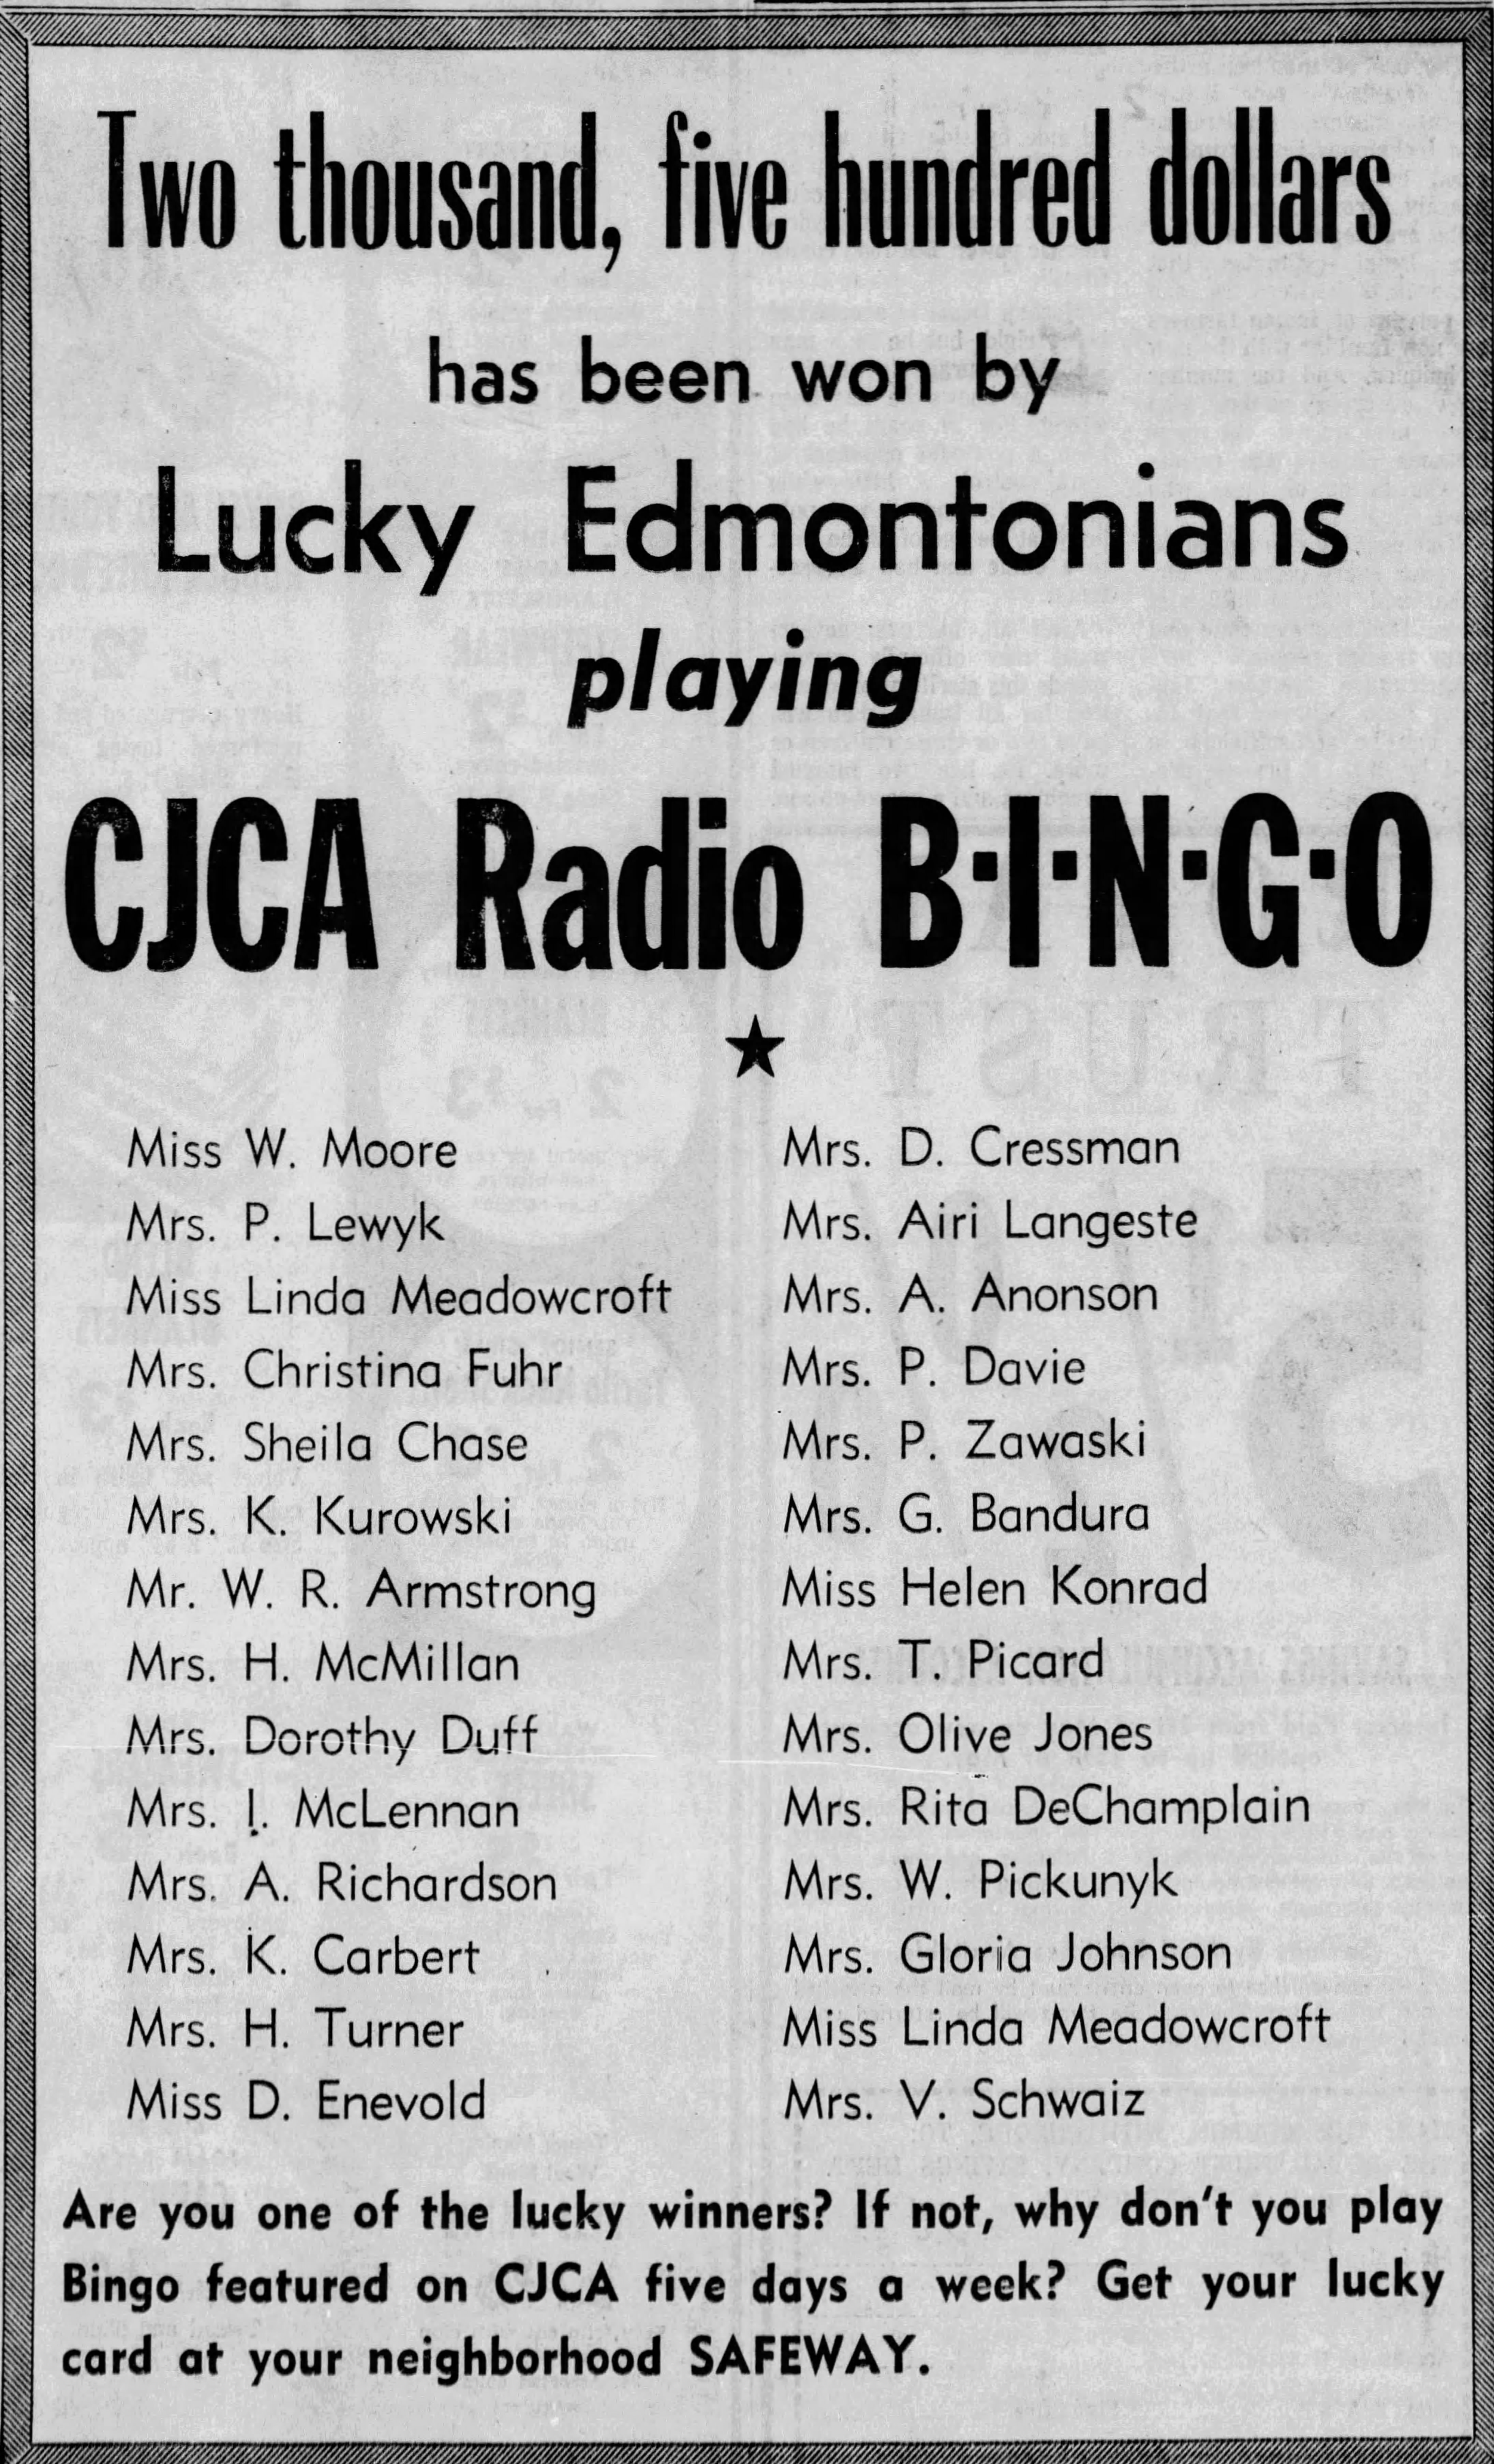 Two thousand, five hundred dollars
has been won by
Lucky Edmontonians
playing
CJCA Radio B-I-N-G-O
Miss W. Moore
Mrs. P. Lewyk
Miss Linda Meadowcroft
Mrs. Christina Fuhr
Mrs. Sheila Chase
Mrs. K. Kurowski
Mr. W. R. Armstrong
Mrs. H. McMillan
Mrs. Dorothy Duff
Mrs. I. McLennan
Mrs. A. Richardson
Mrs. K. Carbert
Mrs. H. Turner
Miss D. Enevold
Mrs. D. Cressman
Mrs. Airi Langeste
Mrs. A. Anonson
Mrs. P. Davie
Mrs. P. Zawaski
Mrs. G. Bandura
Miss Helen Konrad
Mrs. T. Picard
Mrs. Olive Jones
Mrs. Rita DeChamplain
Mrs. W. Pickunyk
Mrs. Gloria Johnson
Miss Linda Meadowcroft
Mrs. V. Schwaiz
Are you one of the lucky winners? If not, why don't you play
Bingo featured on CJCA five days a week? Get your lucky
card at your neighborhood SAFEWAY.